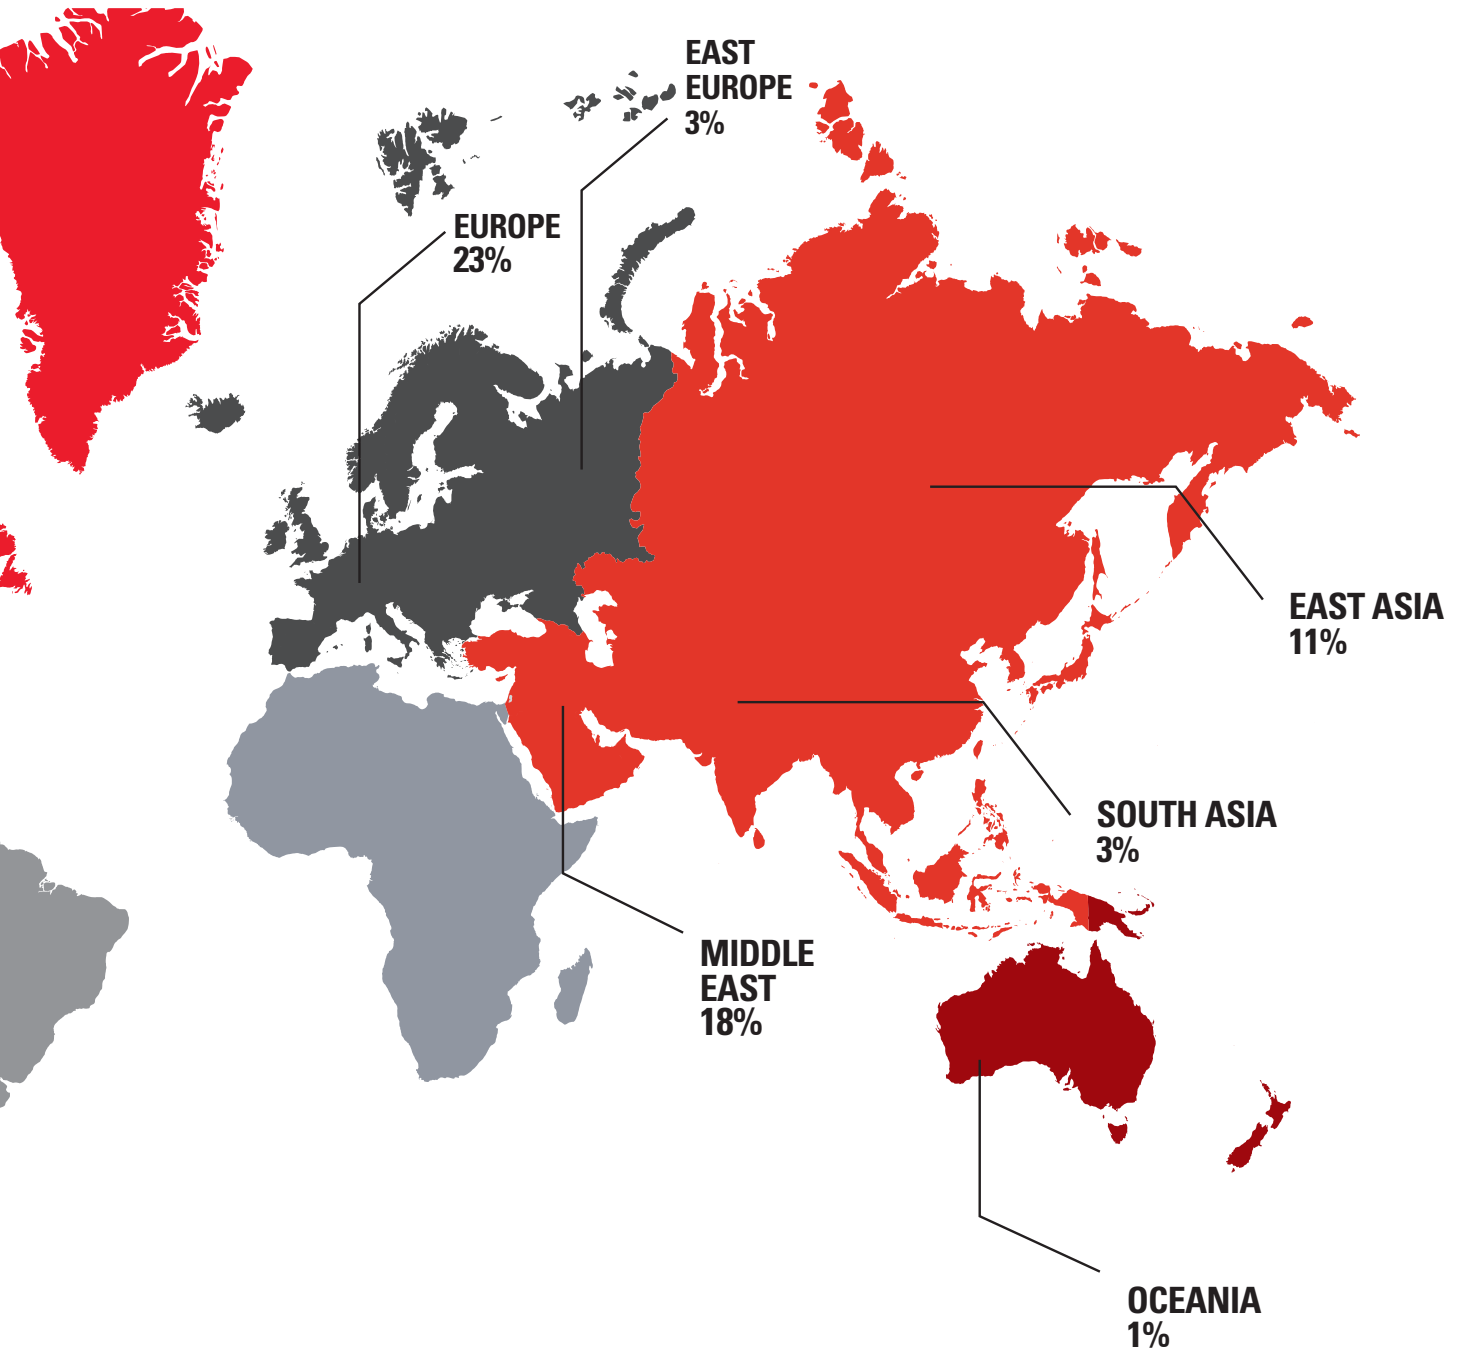 EAST
EUROPE
3%
EUROPE
23%
EAST ASIA
11%
SOUTH ASIA
3%
MIDDLE
EAST
18%
OCEANIA
1%